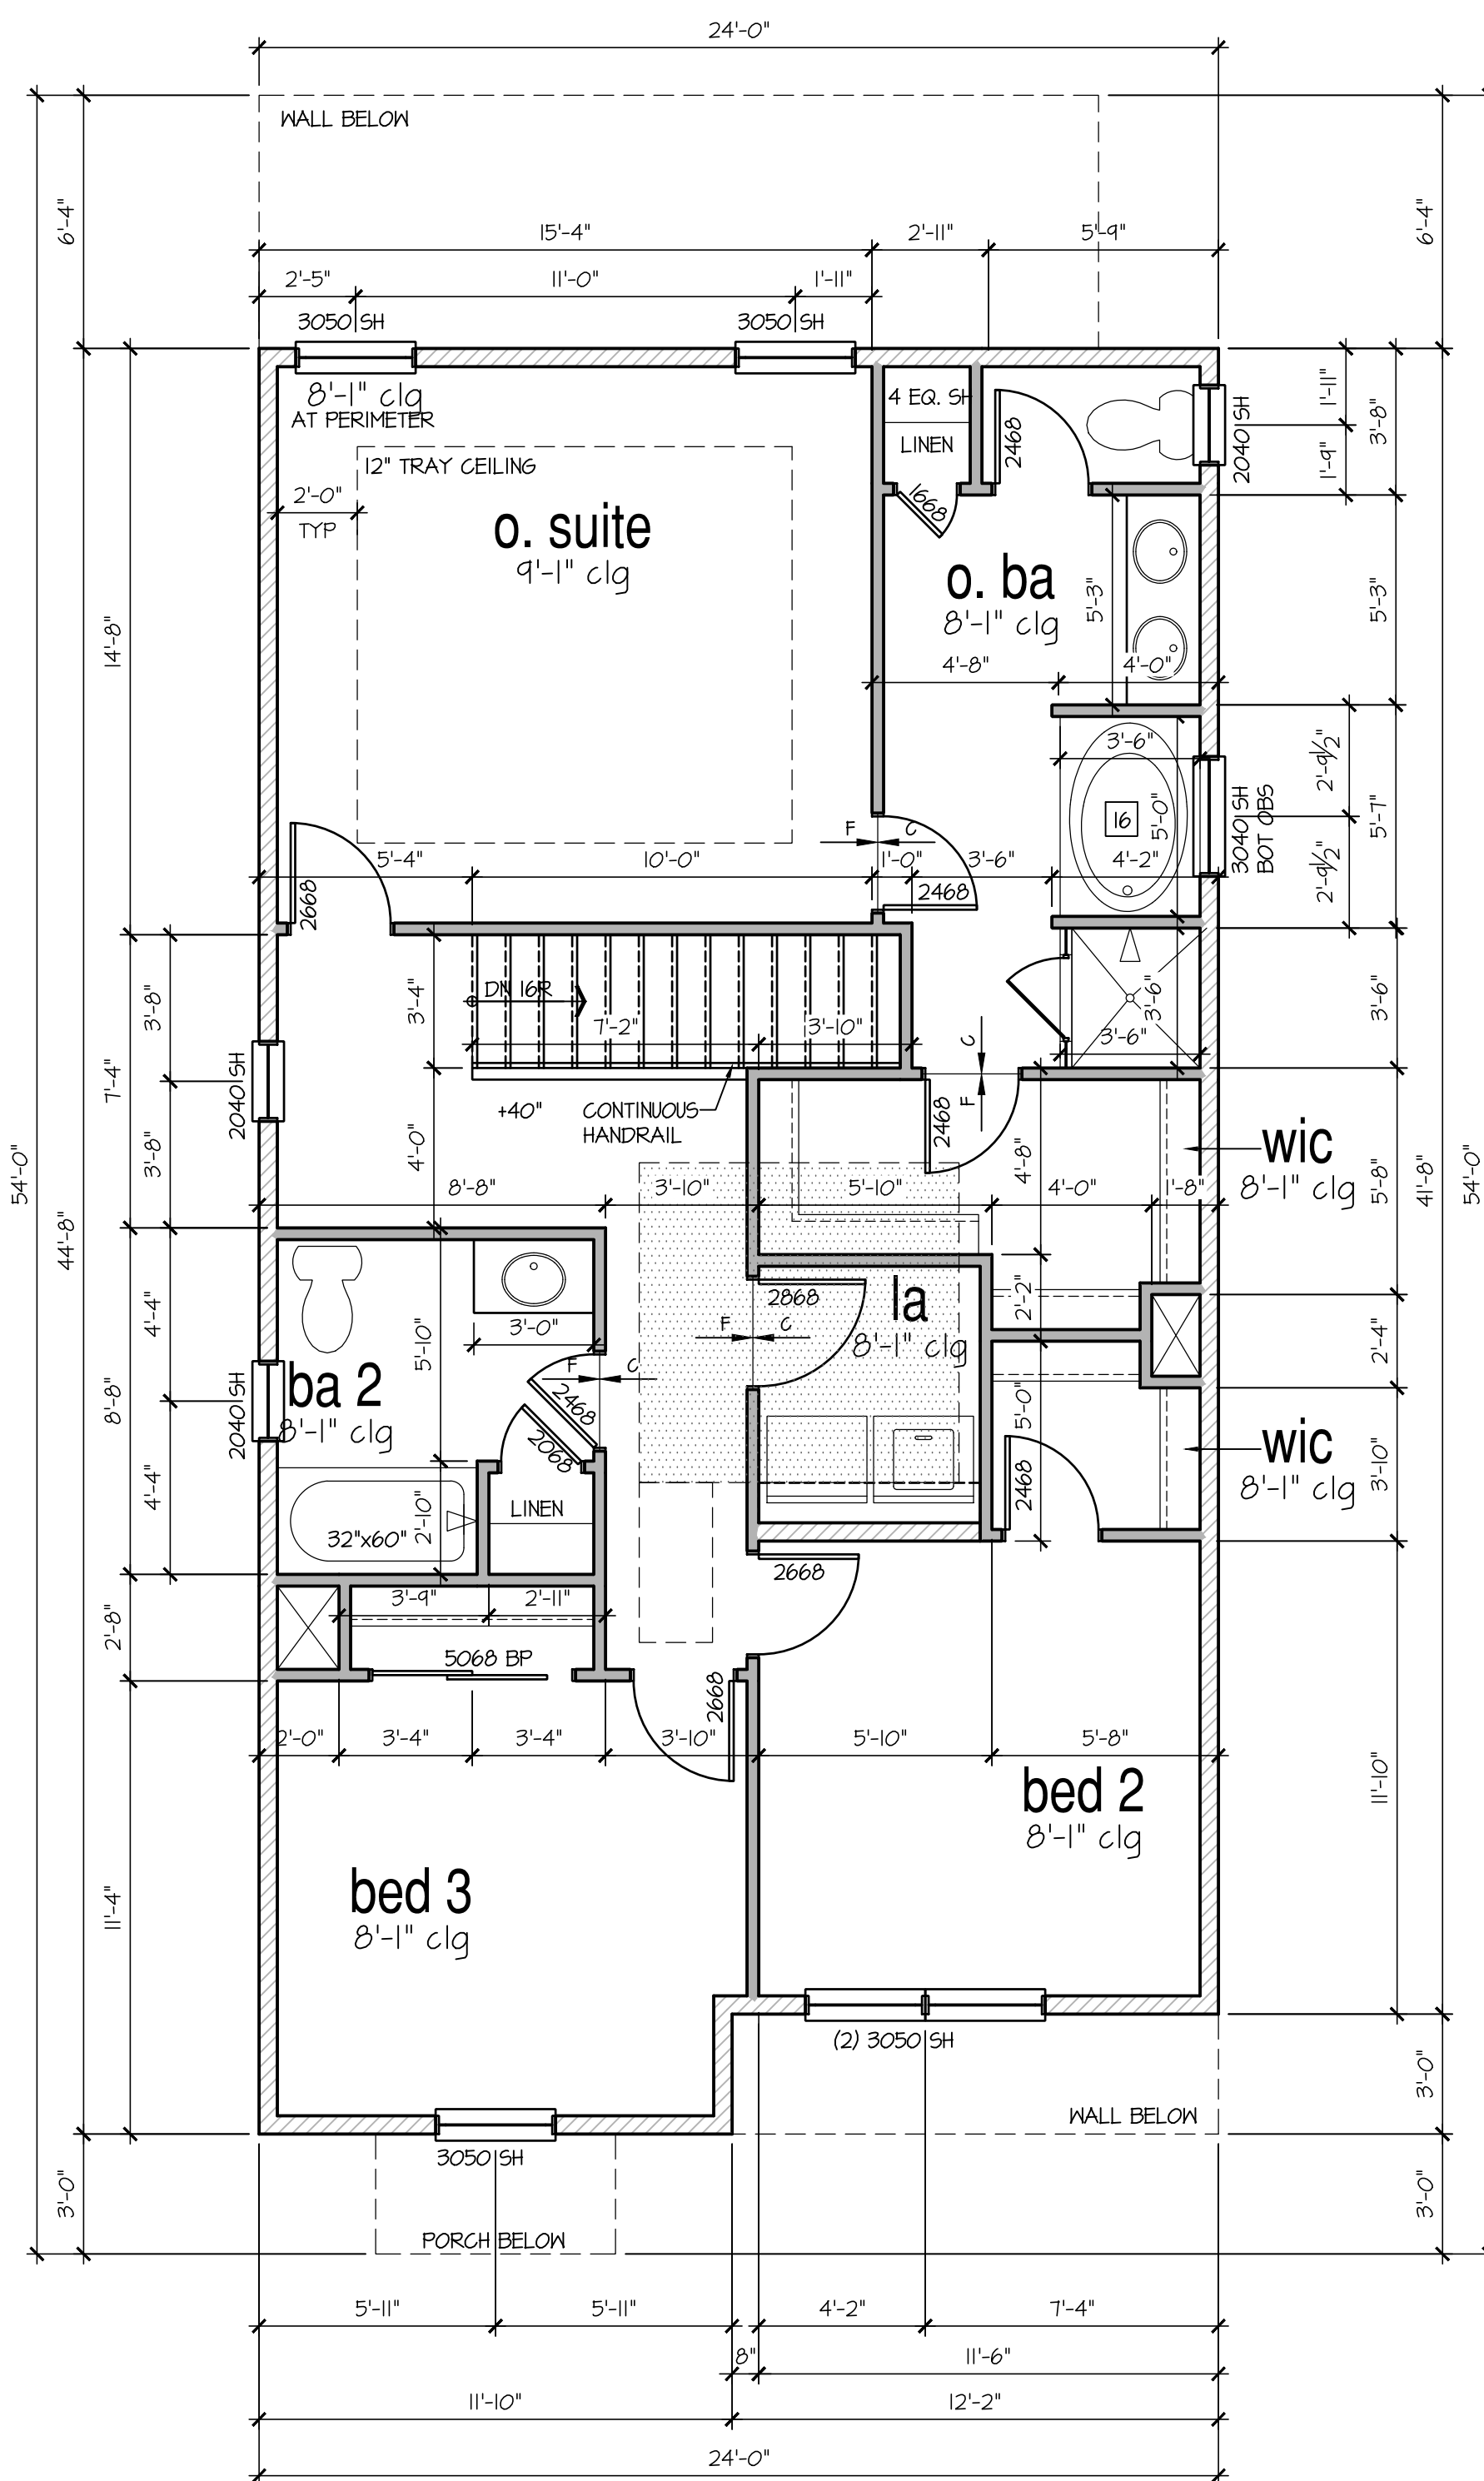 24'-0"
WALL BELOW
6'-4"
6'-4"
15'-4"
2'-11"
5'-9"
2'-5"
11'-0"
1'-11"
3050 SH
3050 SH
8'-1" clg
AT PERIMETER
4 EQ. SH
LINEN
2468
2040 SH
1'-11"
1'-9"
3'-8"
12" TRAY CEILING
2'-0"
TYP
1668
o. suite
9'-1" clg
o. ba
8'-1" clg
5'-3"
5'-3"
14'-8"
4'-8"
4'-0"
3'-6"
2'-9½"
16
5'-0"
3040 SH
BOT OBS
5'-7"
2'-9½"
F
C
5'-4"
10'-0"
1'-0"
3'-6"
4'-2"
2668
2468
3'-8"
3'-4"
DN 16R
7'-2"
3'-10"
3'-6"
3'-6"
3'-6"
C
F
7'-4"
2040 SH
+40"
CONTINUOUS
HANDRAIL
2468
3'-8"
4'-0"
4'-8"
wic
8'-1" clg
5'-8"
41'-8"
54'-0"
54'-0"
44'-8"
8'-8"
3'-10"
5'-10"
4'-0"
1'-8"
4'-4"
3'-0"
5'-10"
2868
la
8'-1" clg
F
C
2'-2"
2'-4"
F
C
ba 2
8'-1" clg
2040 SH
8'-8"
2468
2068
5'-0"
wic
8'-1" clg
3'-10"
4'-4"
32"x60"
2'-10"
LINEN
2468
2668
2'-8"
3'-9"
2'-11"
5068 BP
2668
2'-0"
3'-4"
3'-4"
3'-10"
5'-10"
5'-8"
bed 2
8'-1" clg
11'-10"
bed 3
8'-1" clg
11'-4"
(2) 3050 SH
3'-0"
WALL BELOW
3050 SH
3'-0"
3'-0"
PORCH BELOW
5'-11"
5'-11"
4'-2"
7'-4"
8"
11'-6"
11'-10"
12'-2"
24'-0"